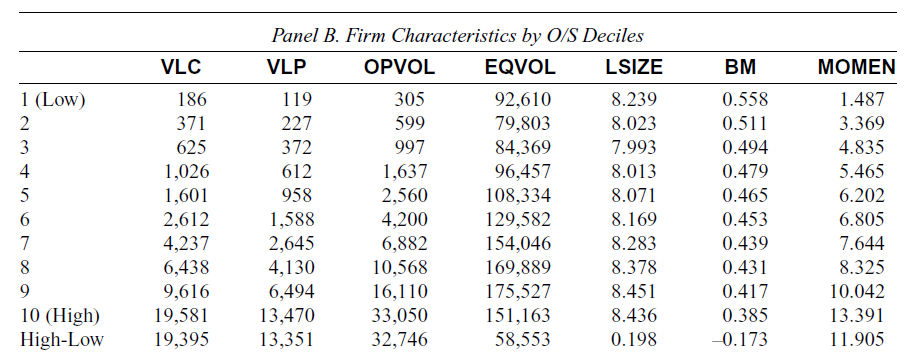 Panel B. Firm Characteristics by O/S Deciles
VLC VLP OPVOL EQVOL LSIZE BM MOMEN
1 (Low) 186 119 305 92,610 8.239 0.558 1.487
2 371 227 599 79,803 8.023 0.511 3.369
3 625 372 997 84,369 7.993 0.494 4.835
4 1,026 612 1,637 96,457 8.013 0.479 5.465
5 1,601 958 2,560 108,334 8.071 0.465 6.202
6 2,612 1,588 4,200 129,582 8.169 0.453 6.805
7 4,237 2,645 6,882 154,046 8.283 0.439 7.644
8 6,438 4,130 10,568 169,889 8.378 0.431 8.325
9 9,616 6,494 16,110 175,527 8.451 0.417 10.042
10 (High) 19,581 13,470 33,050 151,163 8.436 0.385 13.391
High-Low 19,395 13,351 32,746 58,553 0.198 –0.173 11.905